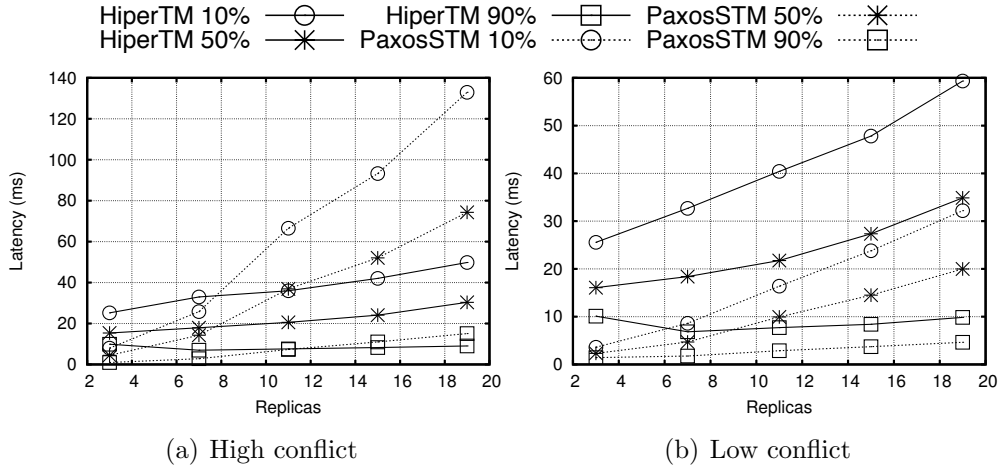 HiperTM 10% HiperTM 90% PaxosSTM 50%
HiperTM 50% PaxosSTM 10% PaxosSTM 90%
140
120
100
80
60
40
20
0
Latency (ms)
2 4 6 8 10 12 14 16 18 20
Replicas
(a) High conflict
60
50
40
30
20
10
0
Latency (ms)
2 4 6 8 10 12 14 16 18 20
Replicas
(b) Low conflict